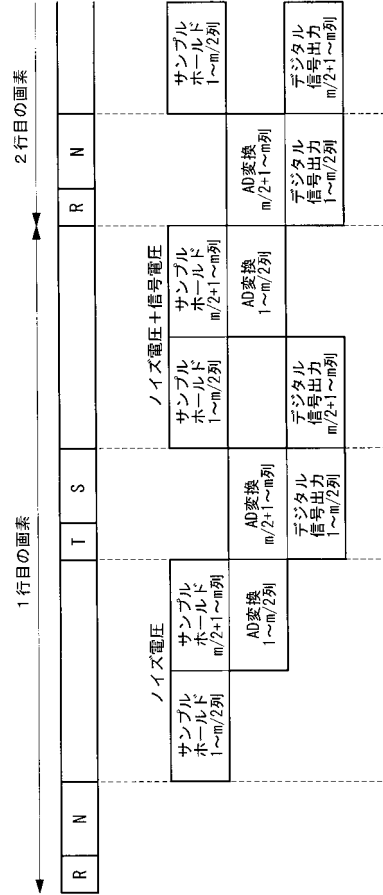 1行目の画素
2行目の画素
R
N
T
S
R
N
ノイズ電圧
ノイズ電圧＋信号電圧
サンプル
ホールド
1～m/2列
サンプル
ホールド
m/2+1～m列
サンプル
ホールド
1～m/2列
サンプル
ホールド
m/2+1～m列
サンプル
ホールド
1～m/2列
AD変換
1～m/2列
AD変換
m/2+1～m列
AD変換
1～m/2列
AD変換
m/2+1～m列
デジタル
信号出力
1～m/2列
デジタル
信号出力
m/2+1～m列
デジタル
信号出力
1～m/2列
デジタル
信号出力
m/2+1～m列